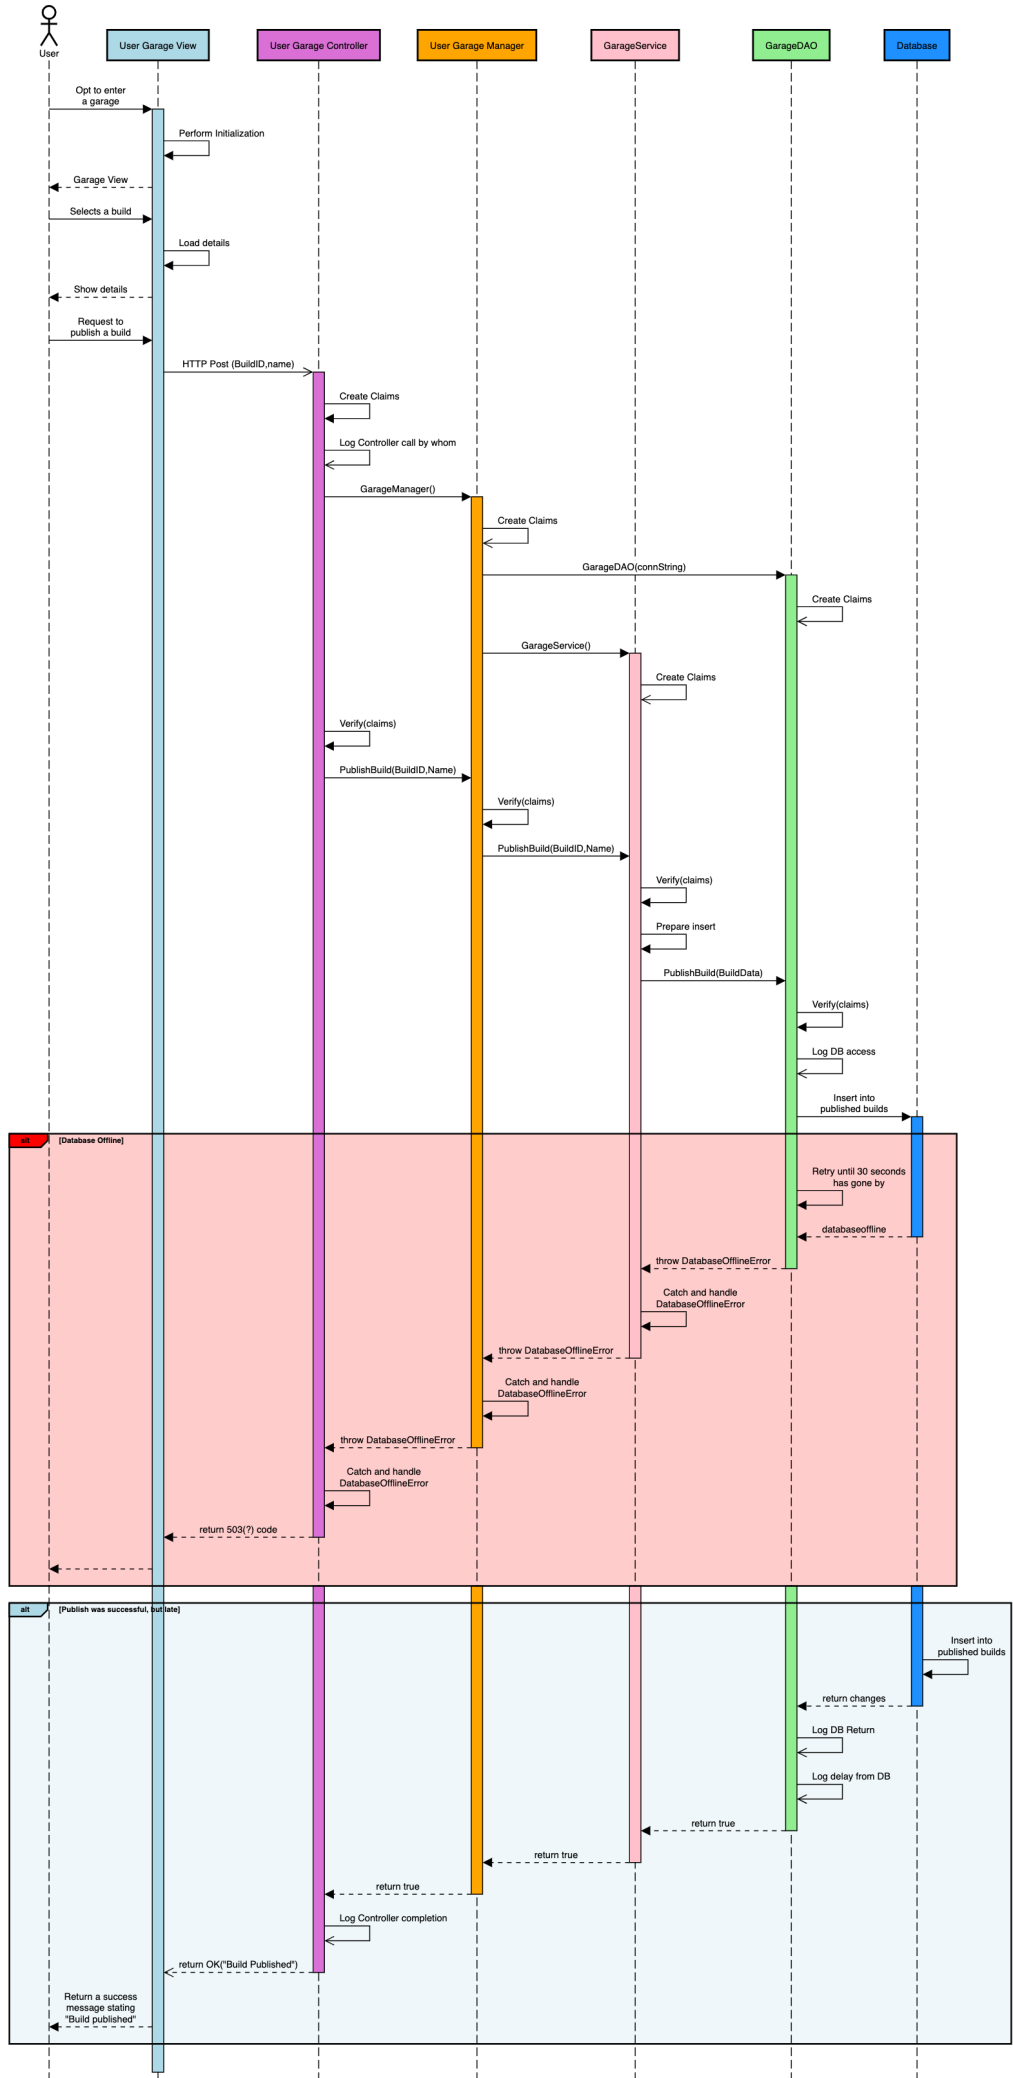 User
User Garage View
User Garage Controller
User Garage Manager
GarageService
GarageDAO
Database
Opt to enter
a garage
Perform Initialization
Garage View
Selects a build
Load details
Show details
Request to
publish a build
HTTP Post (BuildID,name)
Create Claims
Log Controller call by whom
GarageManager()
Create Claims
GarageDAO(connString)
Create Claims
GarageService()
Create Claims
Verify(claims)
PublishBuild(BuildID,Name)
Verify(claims)
PublishBuild(BuildID,Name)
Verify(claims)
Prepare insert
PublishBuild(BuildData)
Verify(claims)
Log DB access
Insert into
published builds
alt
[Database Offline]
Retry until 30 seconds
has gone by
databaseoffline
throw DatabaseOfflineError
Catch and handle
DatabaseOfflineError
throw DatabaseOfflineError
Catch and handle
DatabaseOfflineError
throw DatabaseOfflineError
Catch and handle
DatabaseOfflineError
return 503(?) code
alt
[Publish was successful, but late]
Insert into
published builds
return changes
Log DB Return
Log delay from DB
return true
return true
return true
Log Controller completion
return OK("Build Published")
Return a success
message stating
"Build published"